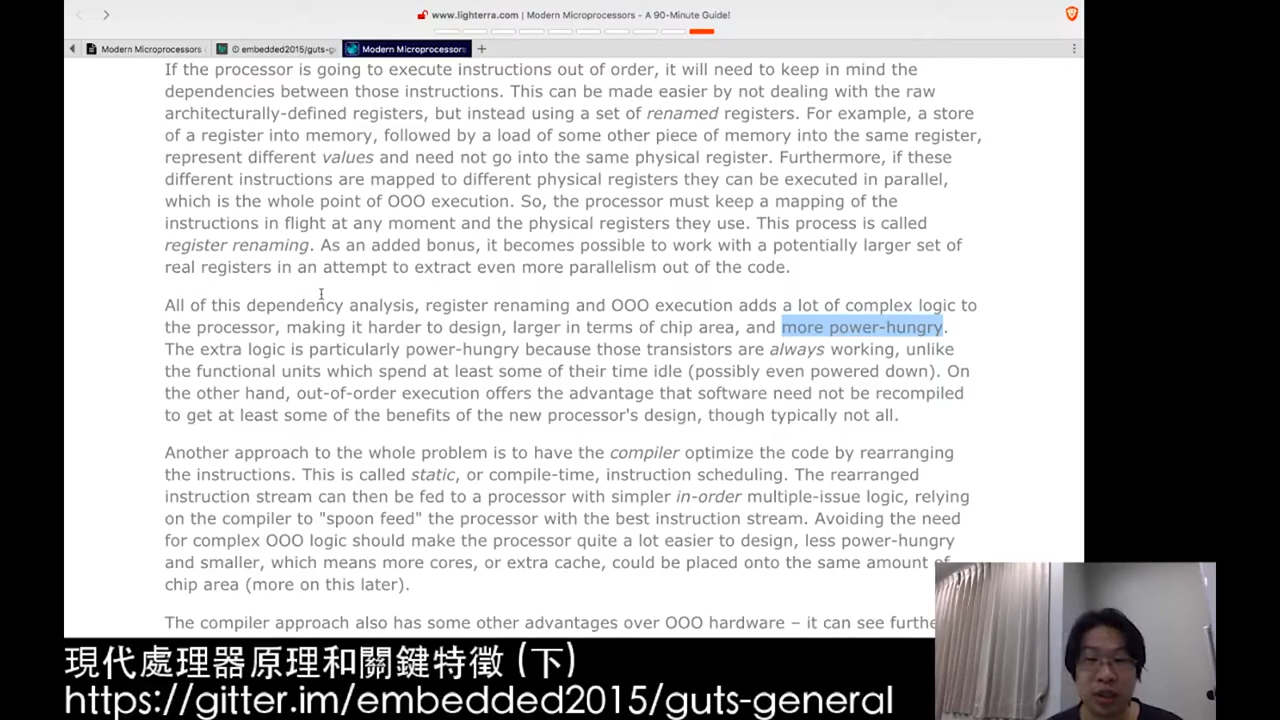 www.lighterra.com | Modern Microprocessors - A 90-Minute Guide!
Modern Microprocessors
embedded2015/guts-g
Modern Microprocessors
If the processor is going to execute instructions out of order, it will need to keep in mind the
dependencies between those instructions. This can be made easier by not dealing with the raw
architecturally-defined registers, but instead using a set of renamed registers. For example, a store
of a register into memory, followed by a load of some other piece of memory into the same register,
represent different values and need not go into the same physical register. Furthermore, if these
different instructions are mapped to different physical registers they can be executed in parallel,
which is the whole point of OOO execution. So, the processor must keep a mapping of the
instructions in flight at any moment and the physical registers they use. This process is called
register renaming. As an added bonus, it becomes possible to work with a potentially larger set of
real registers in an attempt to extract even more parallelism out of the code.
All of this dependency analysis, register renaming and OOO execution adds a lot of complex logic to
the processor, making it harder to design, larger in terms of chip area, and more power-hungry.
The extra logic is particularly power-hungry because those transistors are always working, unlike
the functional units which spend at least some of their time idle (possibly even powered down). On
the other hand, out-of-order execution offers the advantage that software need not be recompiled
to get at least some of the benefits of the new processor's design, though typically not all.
Another approach to the whole problem is to have the compiler optimize the code by rearranging
the instructions. This is called static, or compile-time, instruction scheduling. The rearranged
instruction stream can then be fed to a processor with simpler in-order multiple-issue logic, relying
on the compiler to "spoon feed" the processor with the best instruction stream. Avoiding the need
for complex OOO logic should make the processor quite a lot easier to design, less power-hungry
and smaller, which means more cores, or extra cache, could be placed onto the same amount of
chip area (more on this later).
The compiler approach also has some other advantages over OOO hardware – it can see furthe
現代處理器原理和關鍵特徵 (下)
https://gitter.im/embedded2015/guts-general